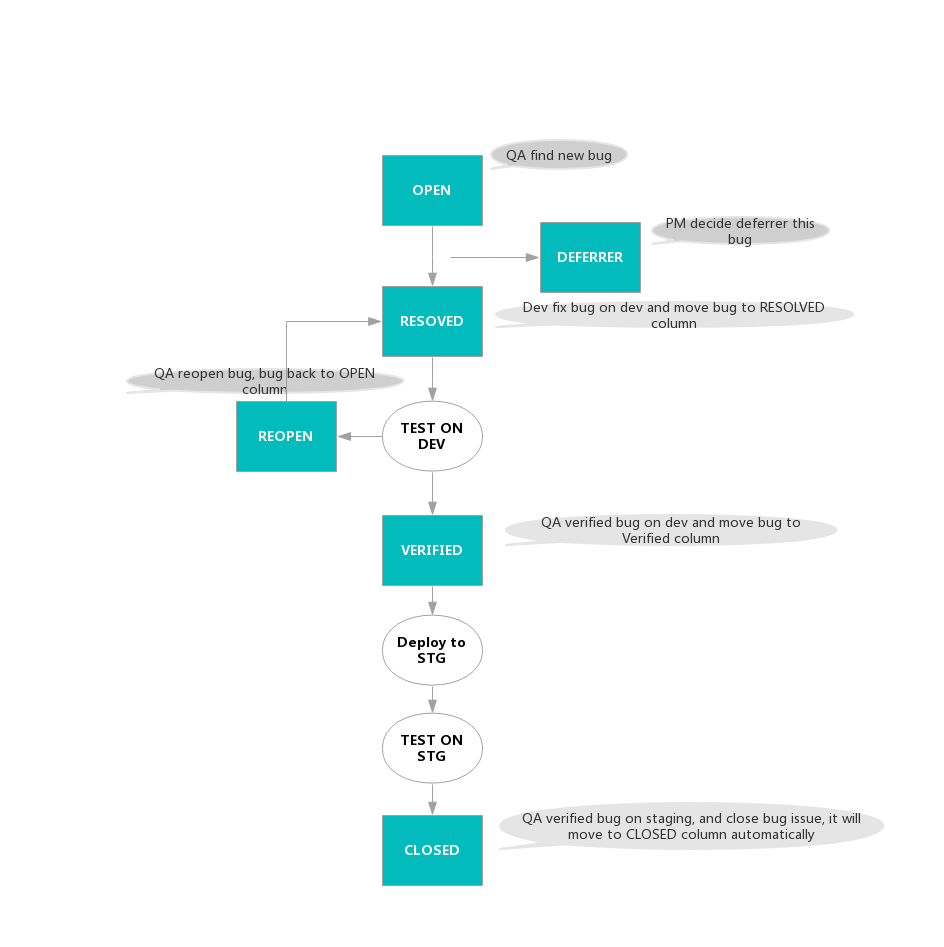 QA find new bug
OPEN
PM decide deferrer this
bug
DEFERRER
Dev fix bug on dev and move bug to RESOLVED
column
RESOVED
QA reopen bug, bug back to OPEN
column
REOPEN
TEST ON
DEV
QA verified bug on dev and move bug to
Verified column
VERIFIED
Deploy to
STG
TEST ON
STG
QA verified bug on staging, and close bug issue, it will
move to CLOSED column automatically
CLOSED